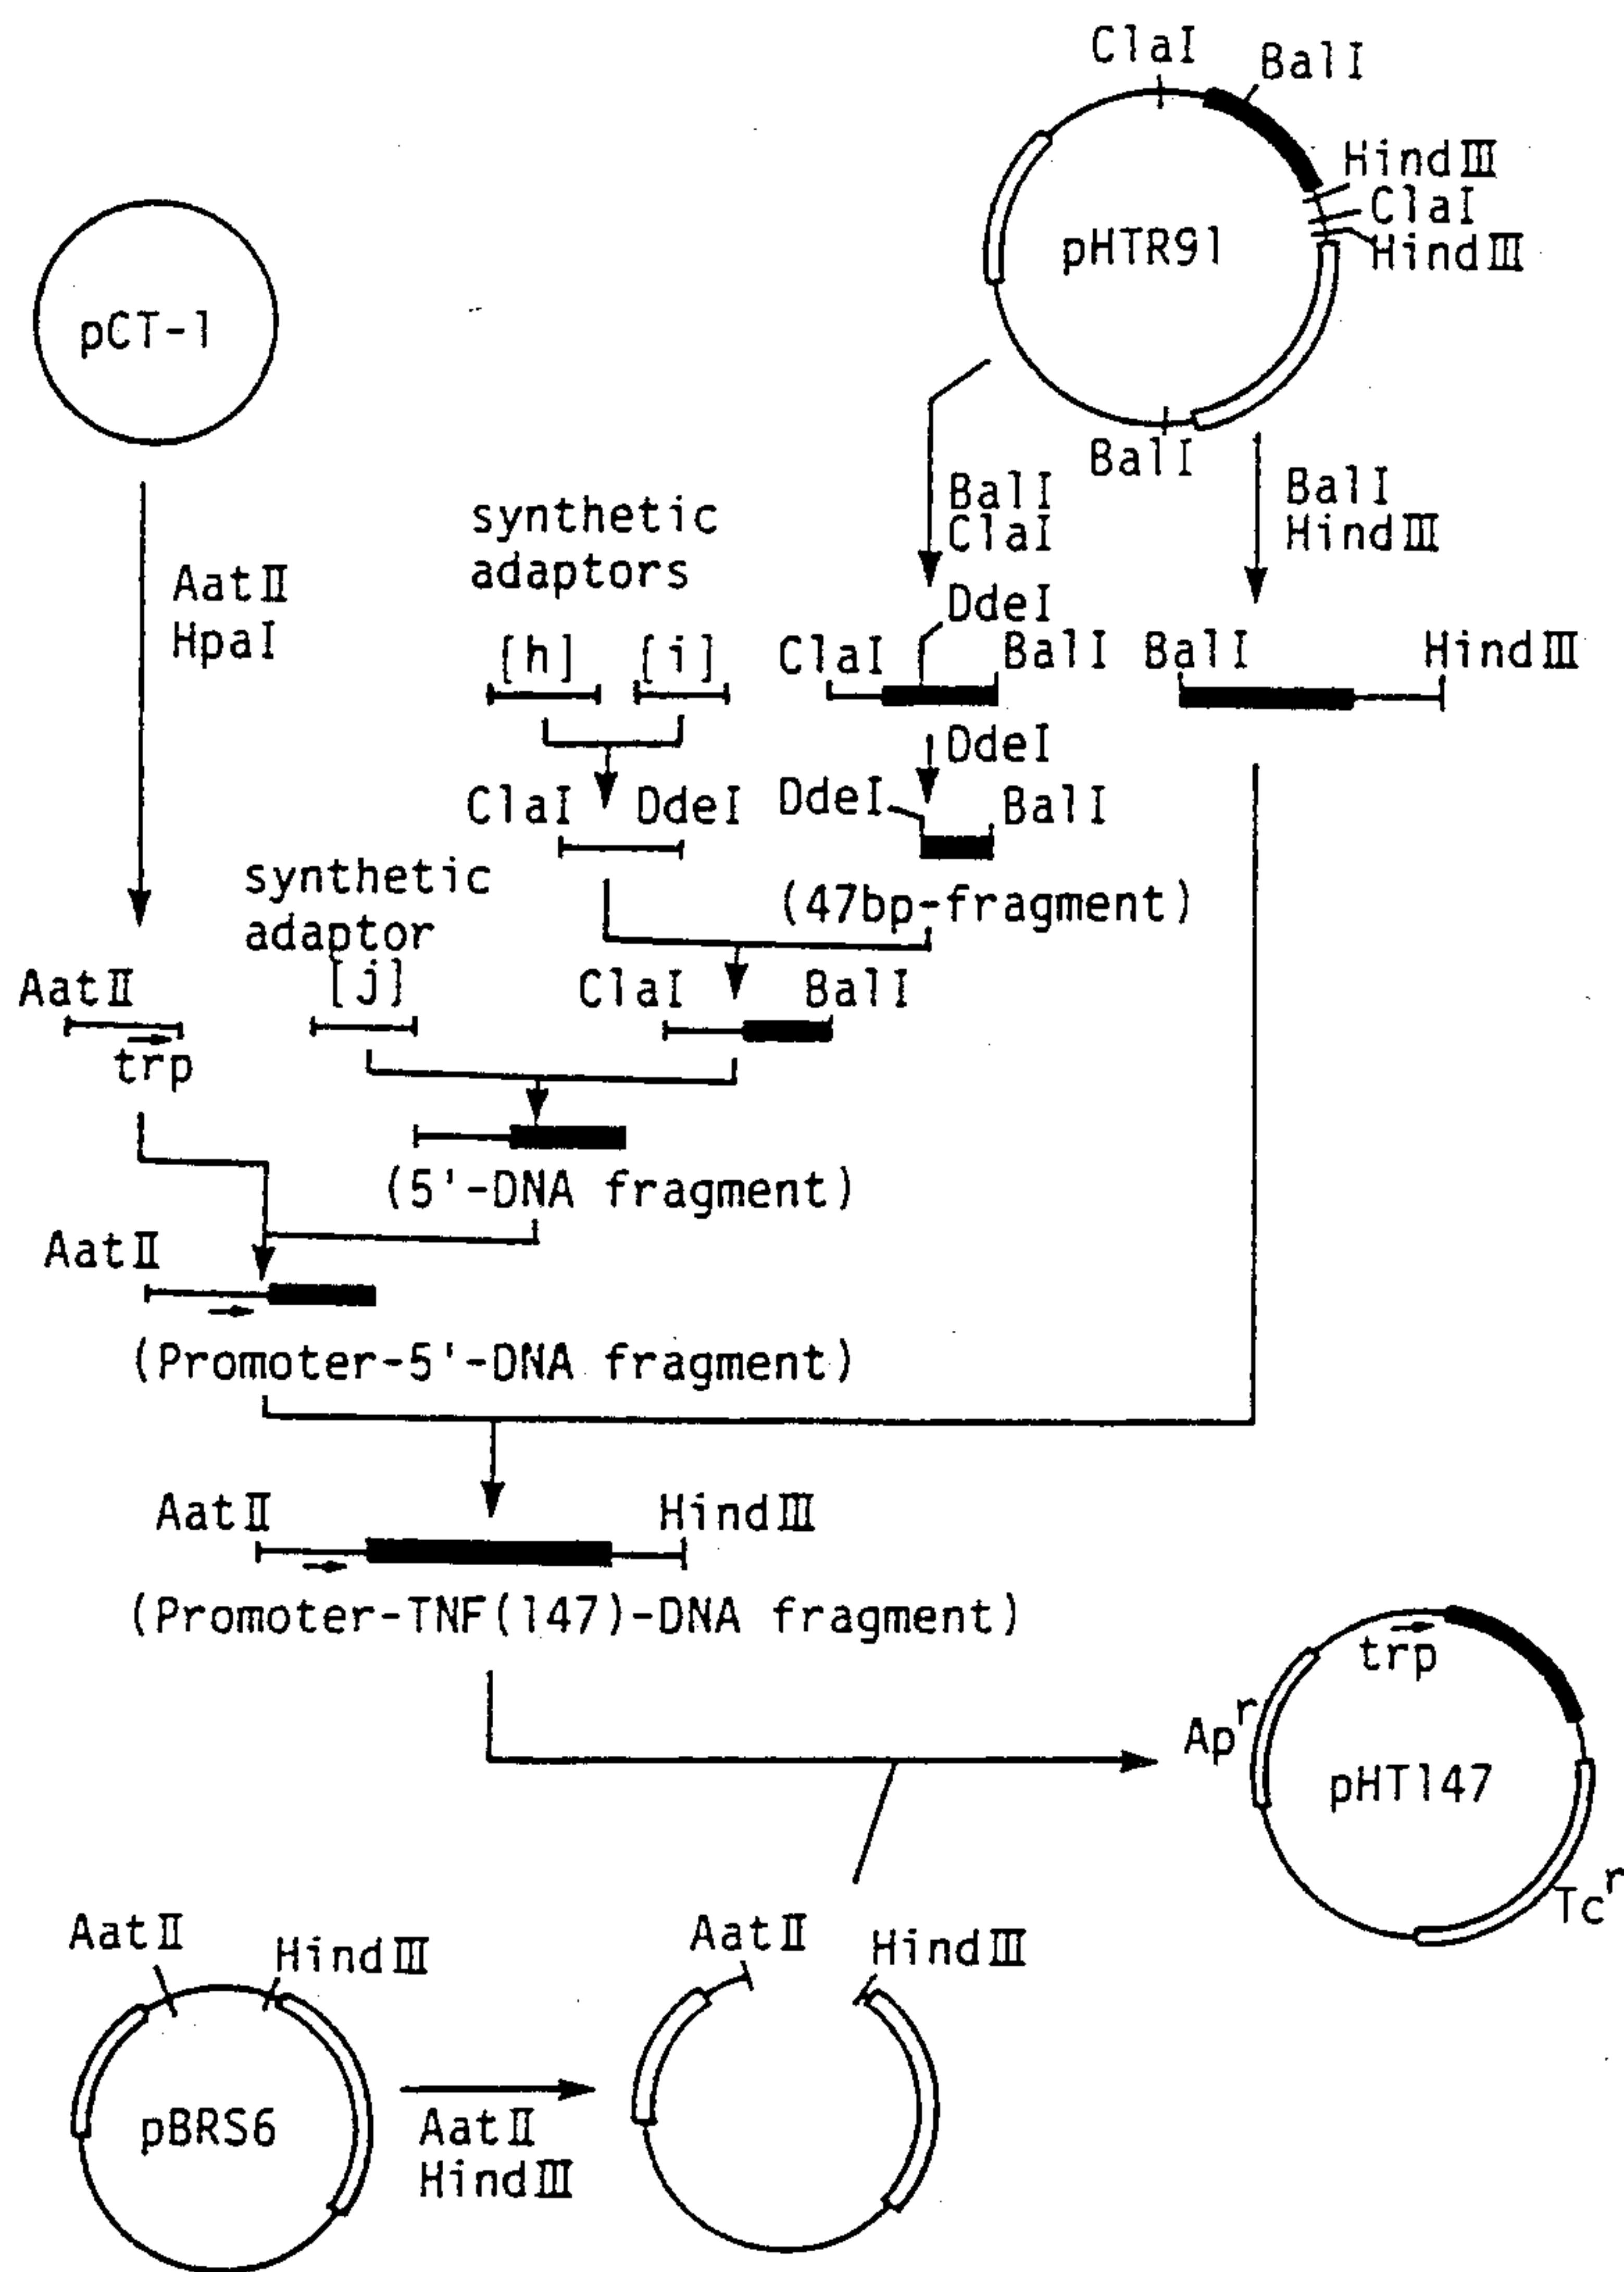 ClaI
BalI
HindⅢ
ClaI
HindⅢ
pHTR91
BalI
pCT-1
AatⅡ
HpaI
synthetic
adaptors
[h]
[i]
BalI
ClaI
BalI
HindⅢ
DdeI
ClaI
BalI
BalI
HindⅢ
DdeI
ClaI
DdeI
DdeI
BalI
(47bp-fragment)
synthetic
adaptor
[j]
AatⅡ
trp
ClaI
BalI
(5'-DNA fragment)
AatⅡ
(Promoter-5'-DNA fragment)
AatⅡ
HindⅢ
(Promoter-TNF(147)-DNA fragment)
trp
Apr
pHT147
Tcr
AatⅡ
HindⅢ
pBRS6
AatⅡ
HindⅢ
AatⅡ
HindⅢ